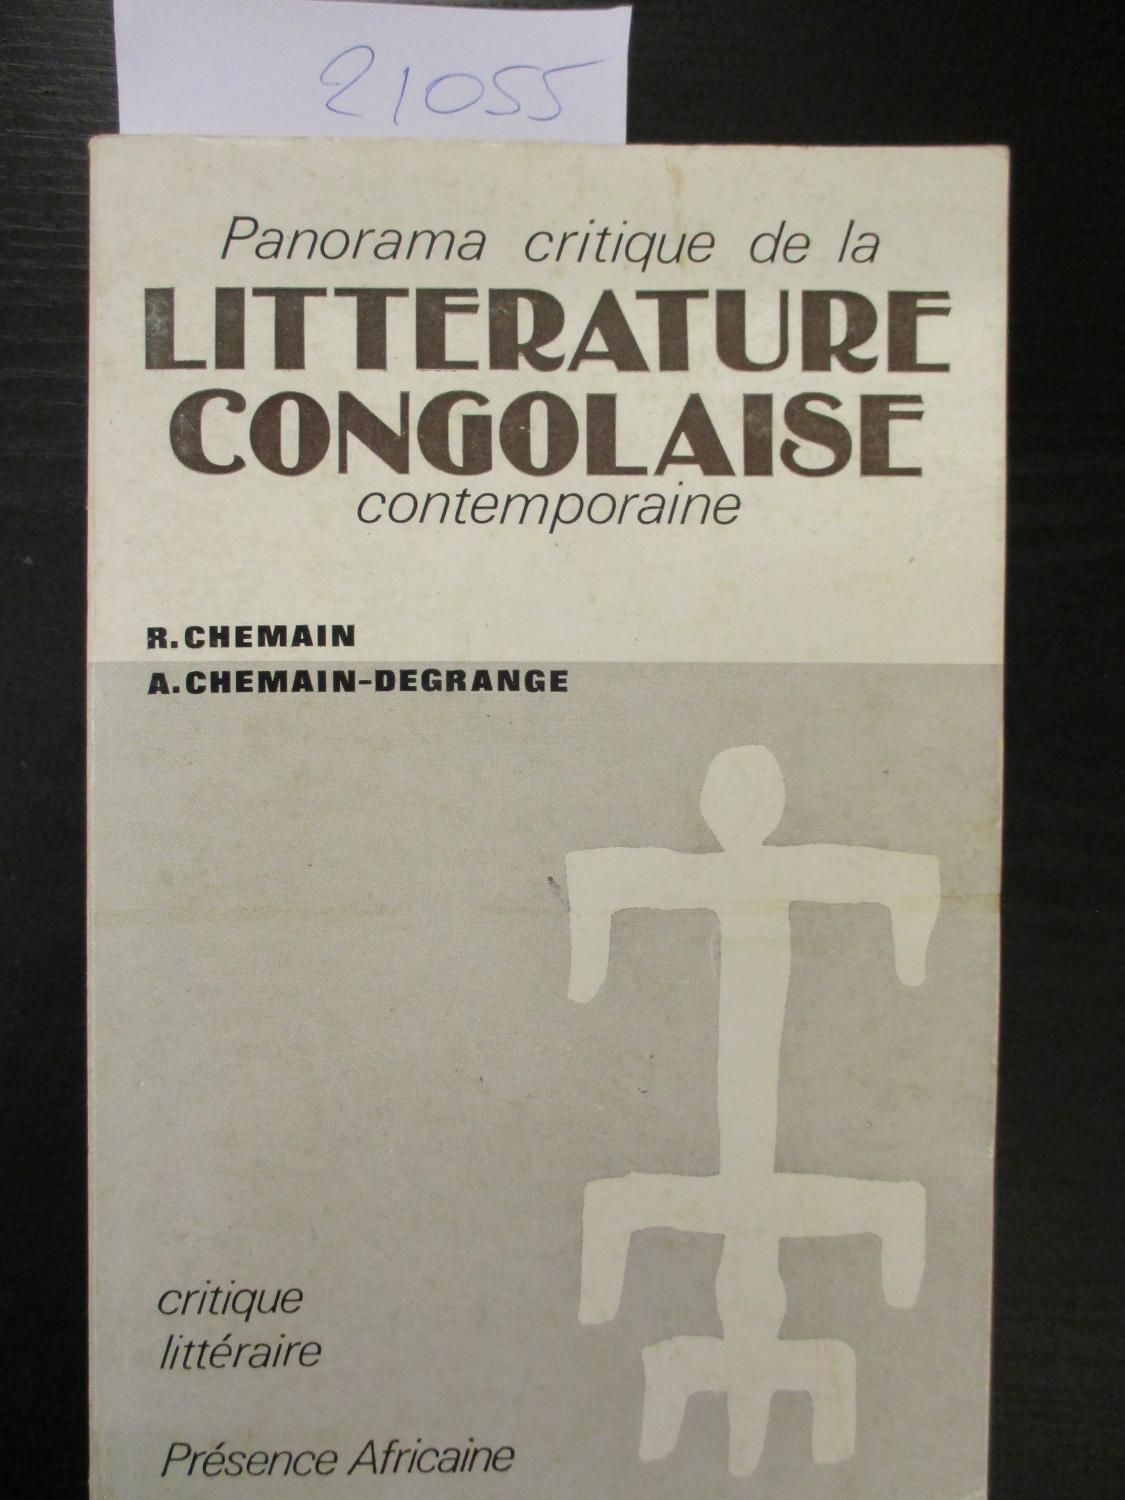 21055
Panorama critique de la
LITTERATURE
CONGOLAISE
contemporaine
R.CHEMAIN
A.CHEMAIN-DEGRANGE
critique
littéraire
Présence Africaine